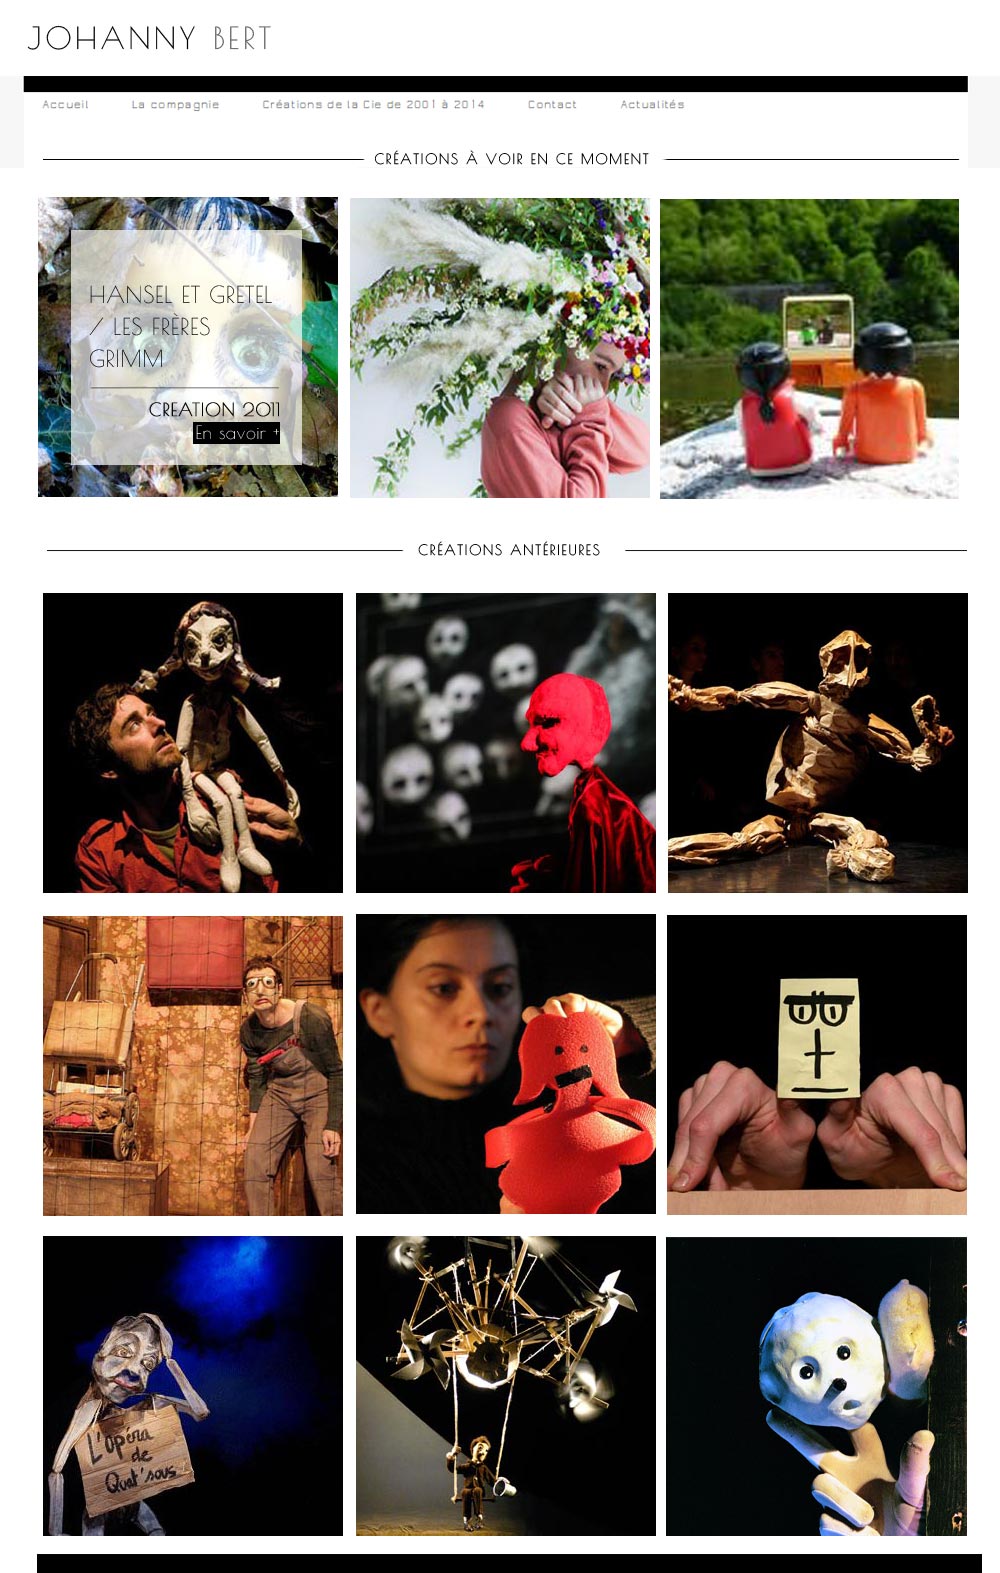 JOHANNY BERT
Accueil La compagnie Créations de la Cie de 2001 à 2014 Contact Actualités
CRÉATIONS À VOIR EN CE MOMENT
HANSEL ET GRETEL
/ LES FRÈRES
GRIMM
CREATION 2011
En savoir +
CRÉATIONS ANTÉRIEURES
L'opéra
de
Quat'sous